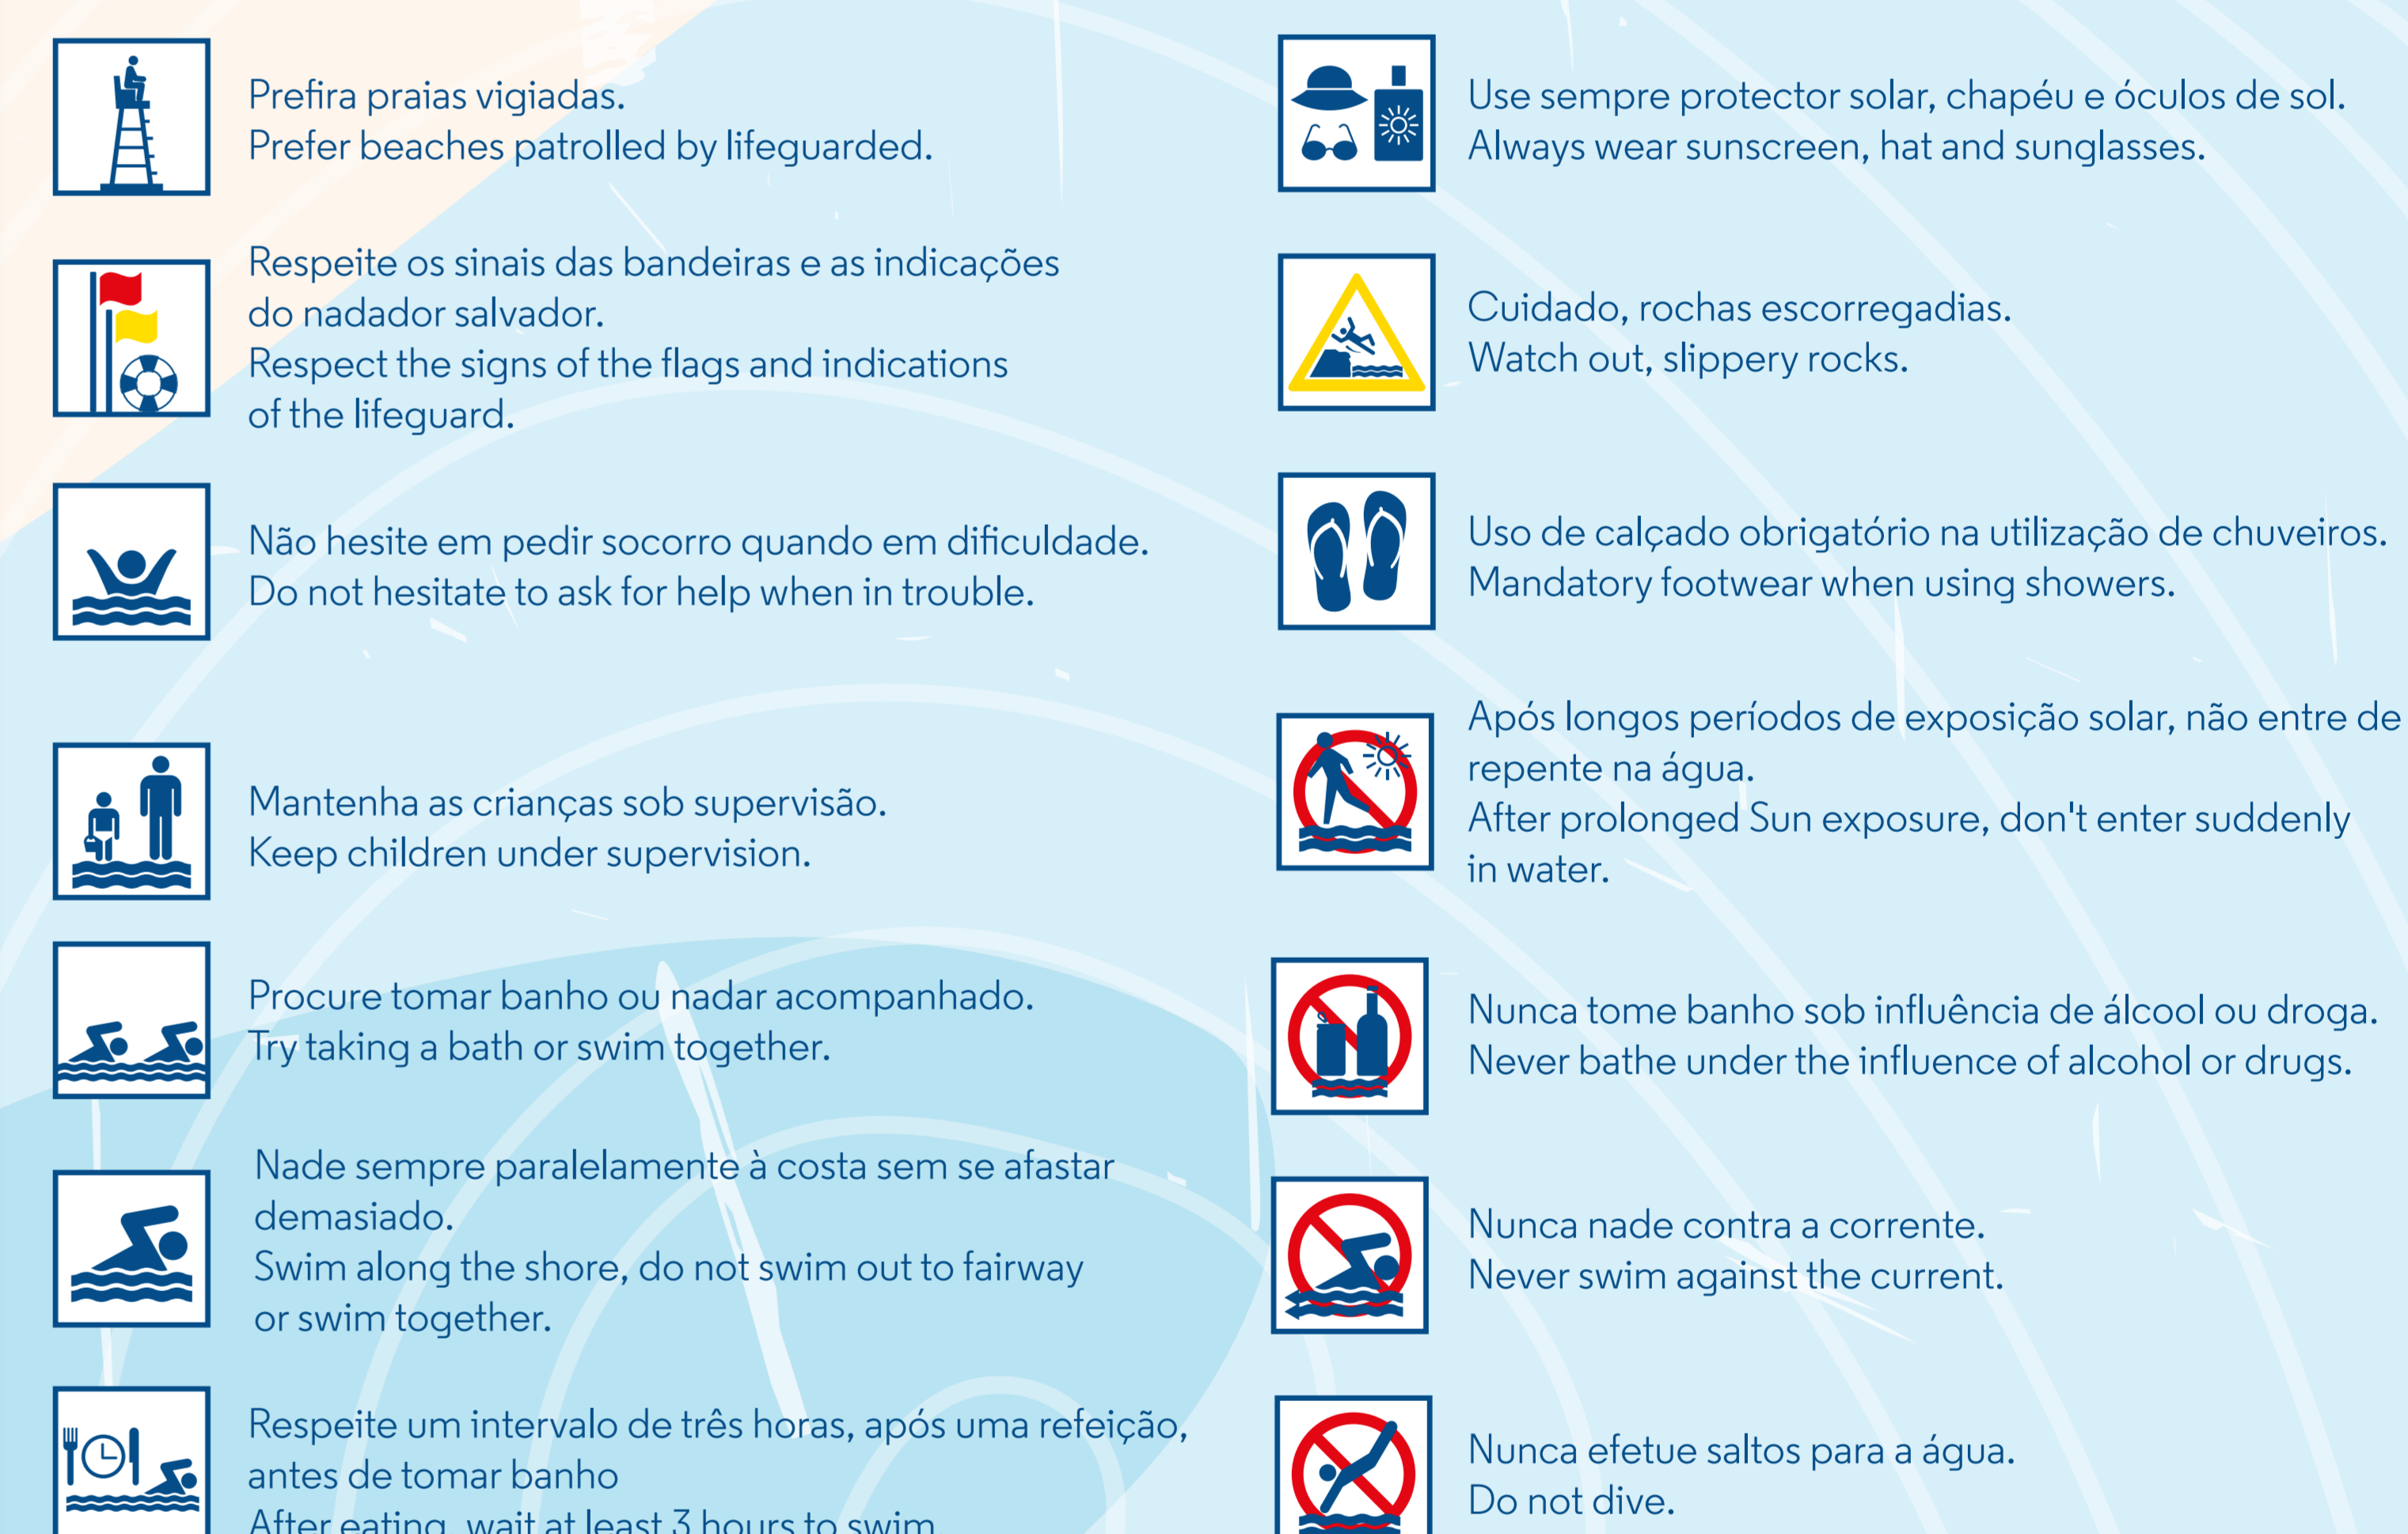 Prefira praias vigiadas.
Prefer beaches patrolled by lifeguarded.
Respeite os sinais das bandeiras e as indicações
do nadador salvador.
Respect the signs of the flags and indications
of the lifeguard.
Não hesite em pedir socorro quando em dificuldade.
Do not hesitate to ask for help when in trouble.
Mantenha as crianças sob supervisão.
Keep children under supervision.
Procure tomar banho ou nadar acompanhado.
Try taking a bath or swim together.
Nade sempre paralelamente à costa sem se afastar
demasiado.
Swim along the shore, do not swim out to fairway
or swim together.
Respeite um intervalo de três horas, após uma refeição,
antes de tomar banho
After eating, wait at least 3 hours to swim
Use sempre protector solar, chapéu e óculos de sol.
Always wear sunscreen, hat and sunglasses.
Cuidado, rochas escorregadias.
Watch out, slippery rocks.
Uso de calçado obrigatório na utilização de chuveiros.
Mandatory footwear when using showers.
Após longos períodos de exposição solar, não entre de
repente na água.
After prolonged Sun exposure, don't enter suddenly
in water.
Nunca tome banho sob influência de álcool ou droga.
Never bathe under the influence of alcohol or drugs.
Nunca nade contra a corrente.
Never swim against the current.
Nunca efetue saltos para a água.
Do not dive.